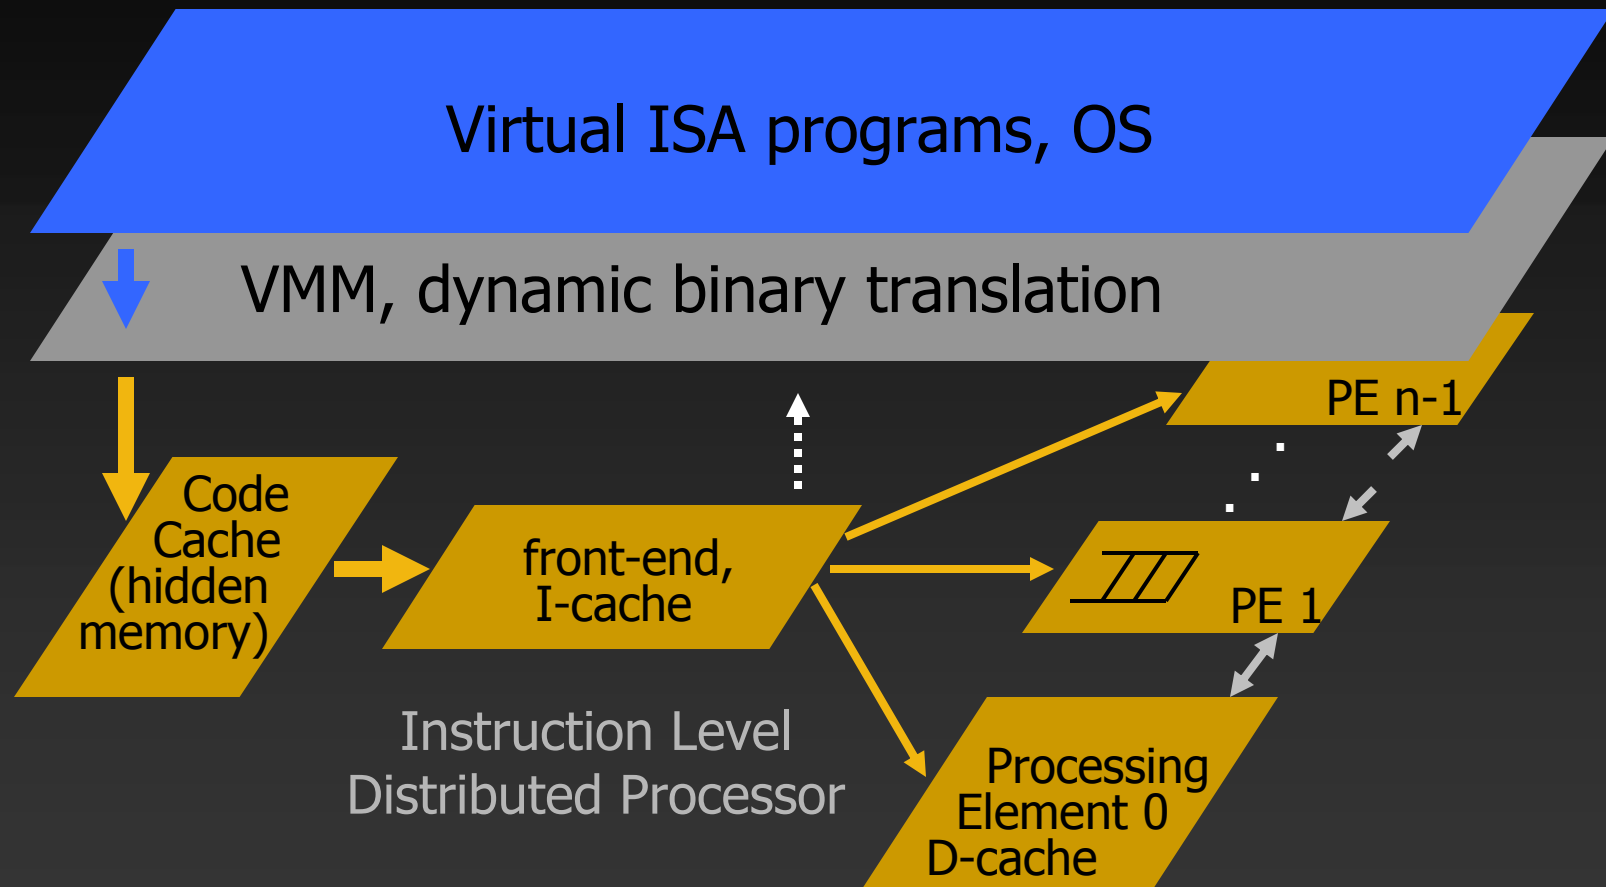 Virtual ISA programs, OS
VMM, dynamic binary translation
PE n-1
Code
Cache
(hidden
memory)
front-end,
I-cache
PE 1
Instruction Level
Distributed Processor
Processing
Element 0
D-cache